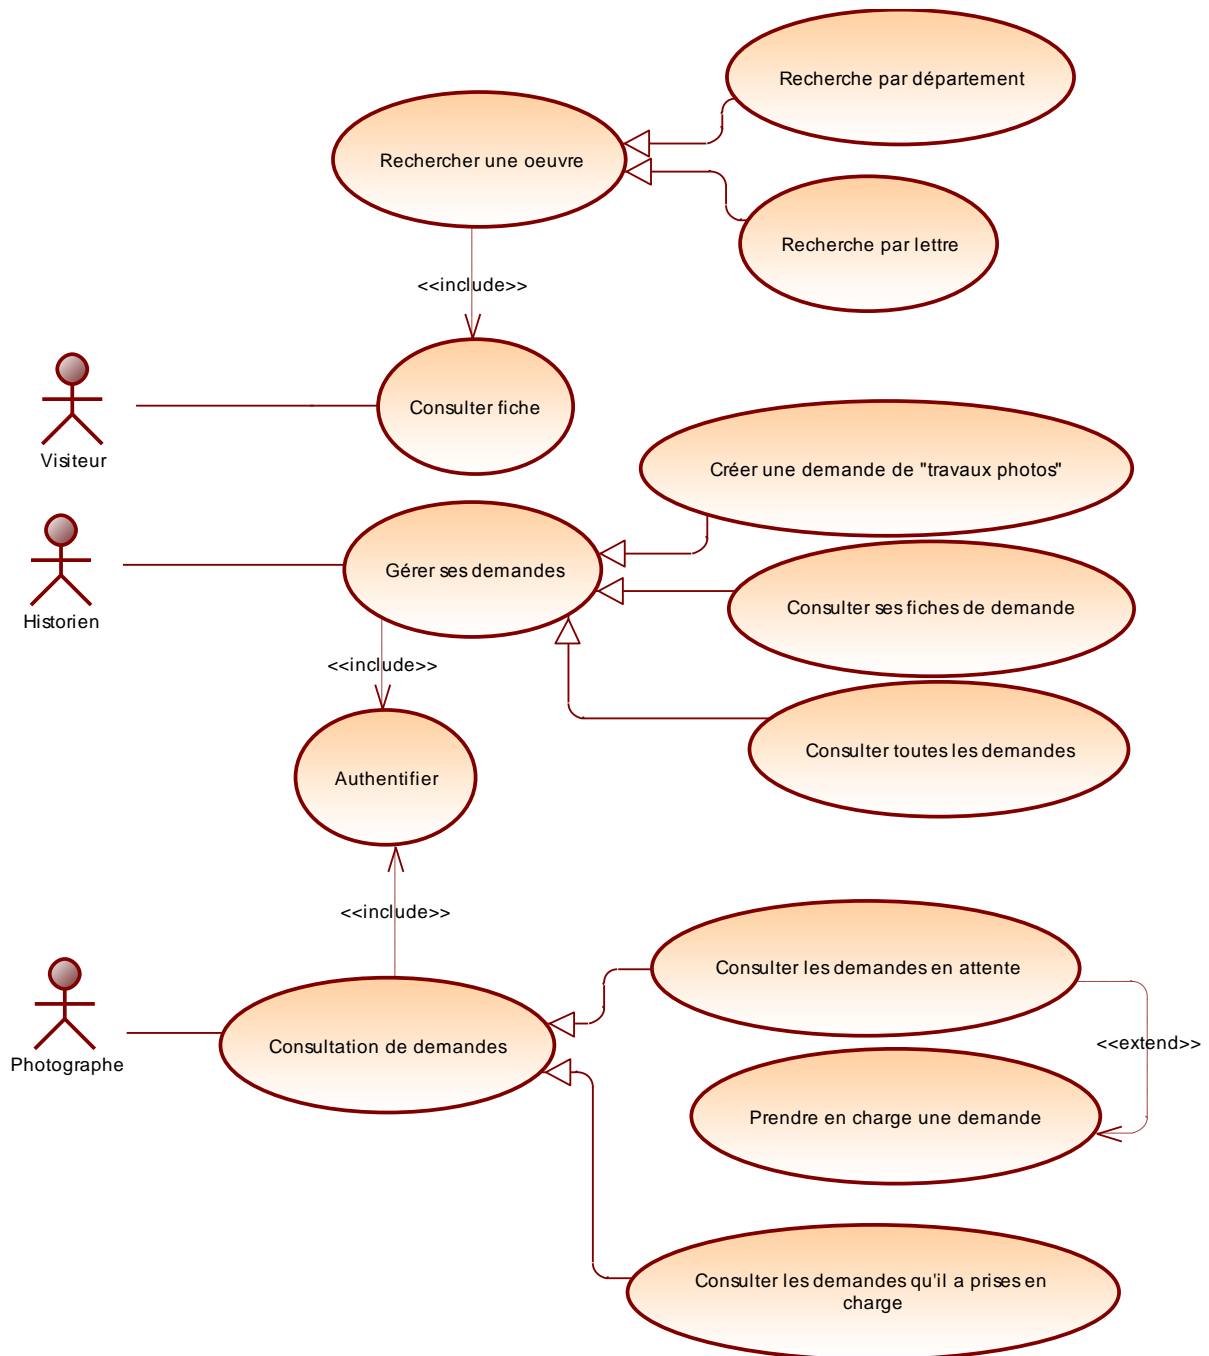 Recherche par département
Rechercher une oeuvre
Recherche par lettre
<<include>>
Consulter fiche
Visiteur
Créer une demande de "travaux photos"
Gérer ses demandes
Consulter ses fiches de demande
Historien
<<include>>
Consulter toutes les demandes
Authentifier
<<include>>
Consulter les demandes en attente
Consultation de demandes
<<extend>>
Photographe
Prendre en charge une demande
Consulter les demandes qu'il a prises en
charge